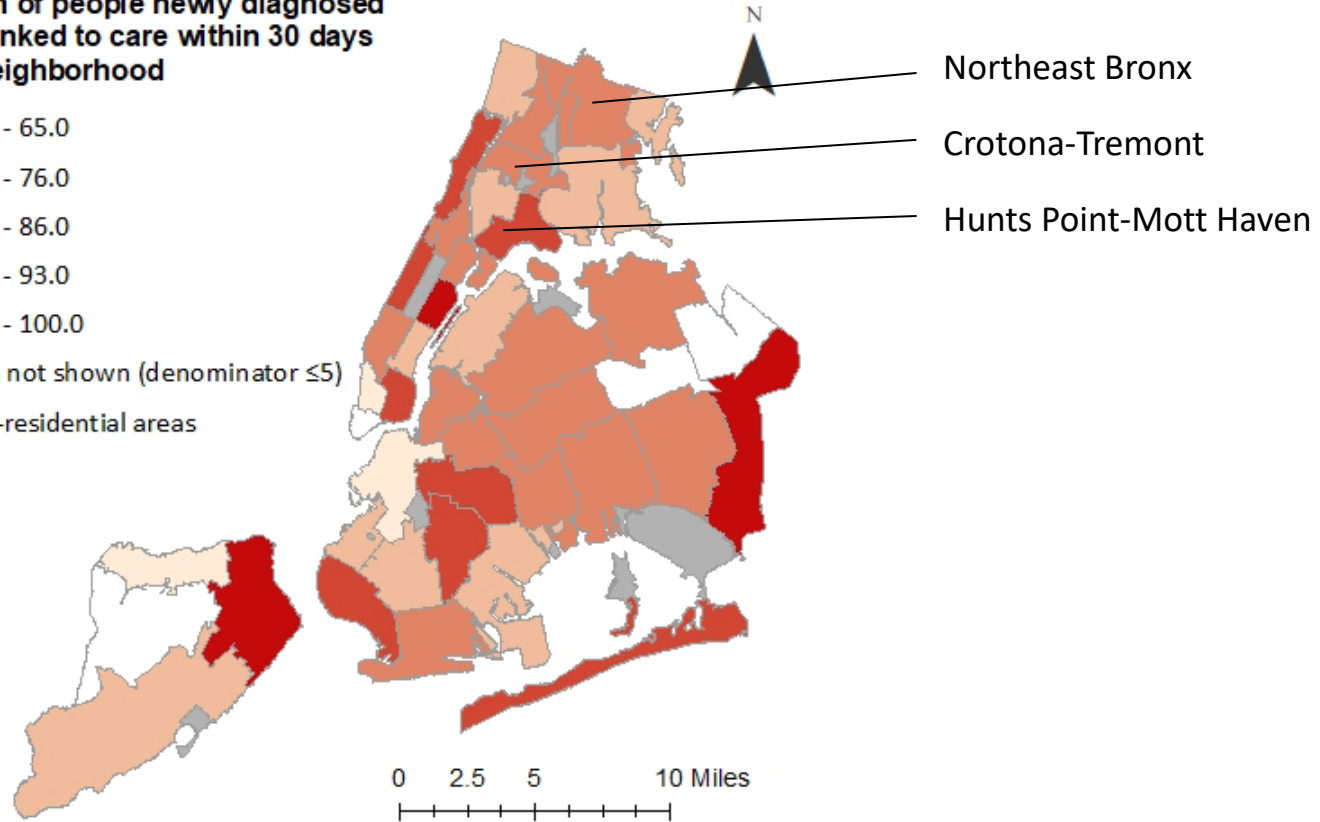 of people newly diagnosed
nked to care within 30 days
eighborhood
- 65.0
- 76.0
- 86.0
- 93.0
- 100.0
not shown (denominator ≤5)
-residential areas
N
Northeast Bronx
Crotona-Tremont
Hunts Point-Mott Haven
0 2.5 5 10 Miles